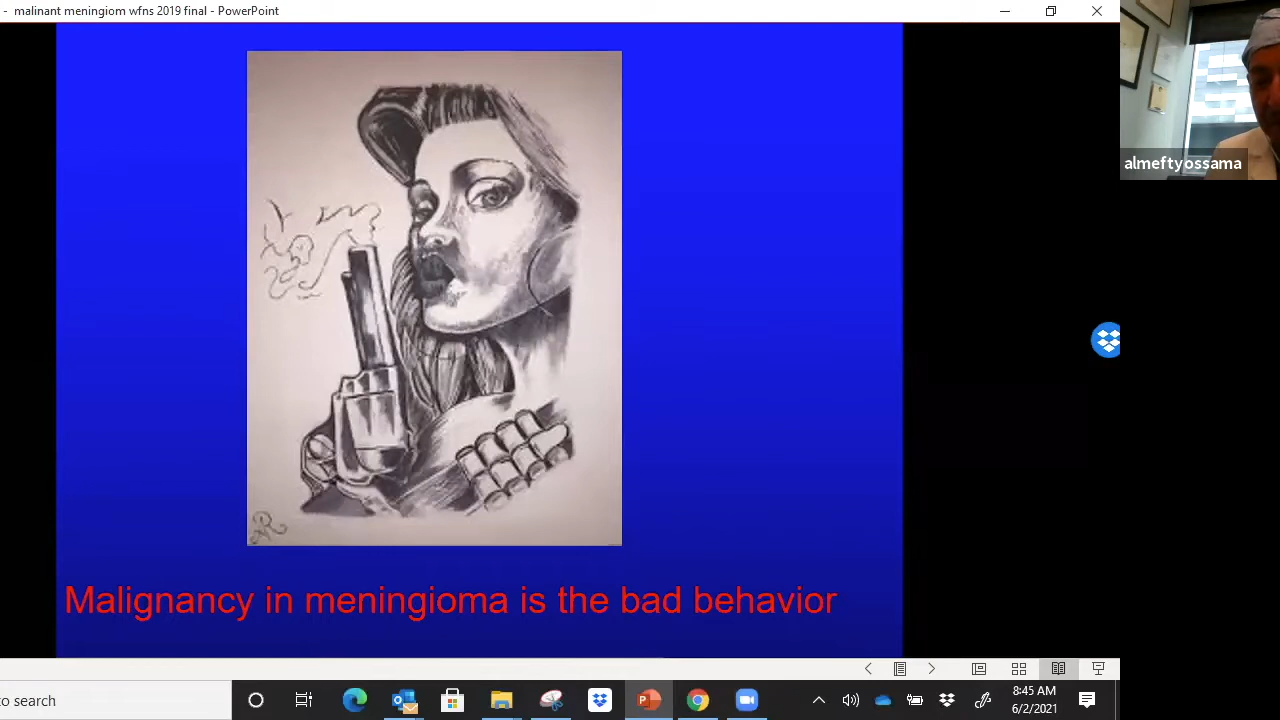 - malinant meningiom wfns 2019 final - PowerPoint
almeftyossama
Malignancy in meningioma is the bad behavior
to search
8:45 AM
6/2/2021